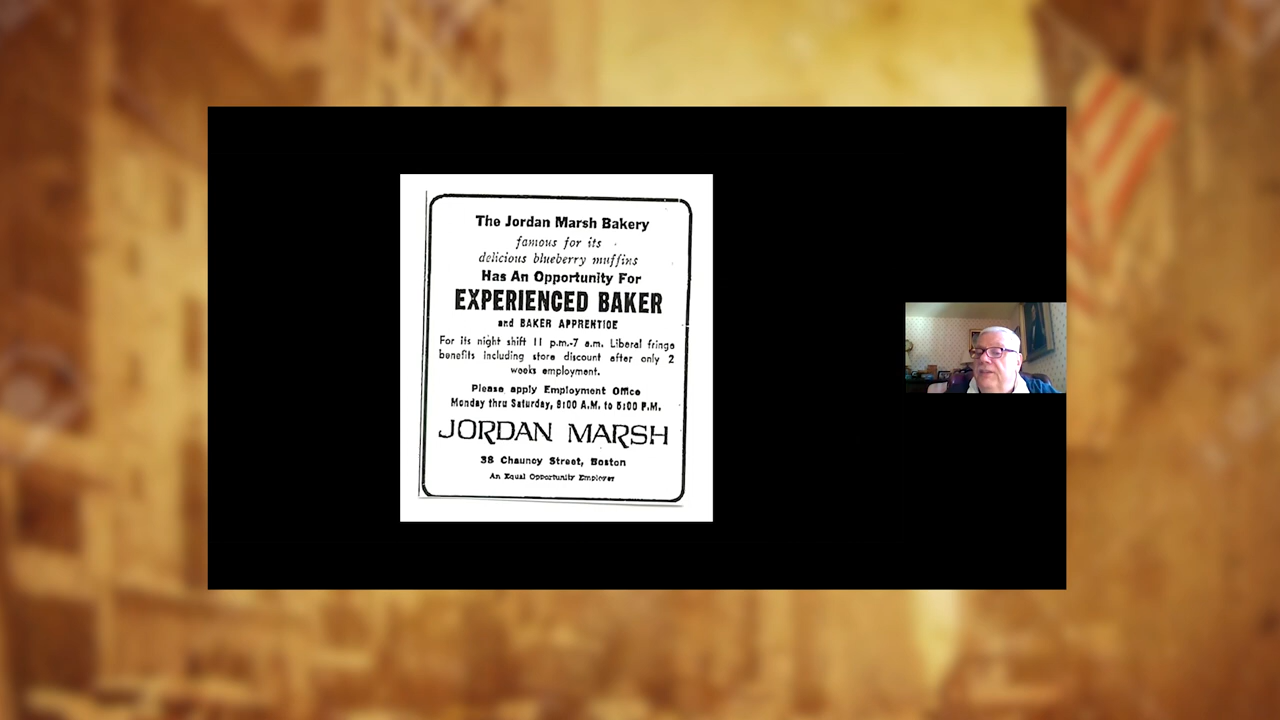 The Jordan Marsh Bakery
famous for its
delicious blueberry muffins
Has An Opportunity For
EXPERIENCED BAKER
and BAKER APPRENTICE
For its night shift 11 p.m.-7 a.m. Liberal fringe
benefits including store discount after only 2
weeks employment.
Please apply Employment Office
Monday thru Saturday, 9:00 A.M. to 5:00 P.M.
JORDAN MARSH
38 Chauncy Street, Boston
An Equal Opportunity Employer